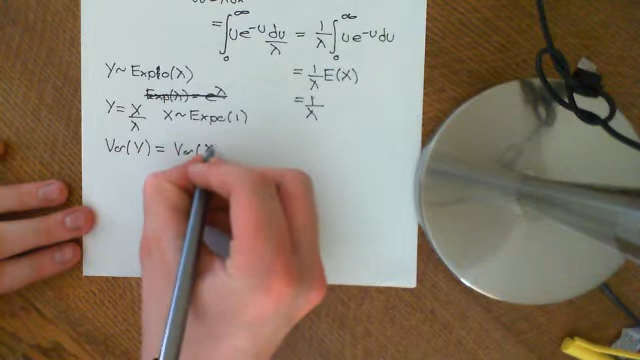 = ∫₀^∞ ue^-u du/λ = 1/λ ∫₀^∞ ue^-u du
Y ~ Expo(λ) = 1/λ E(X)
Exp(λ) = e^λ = 1/λ
Y = X/λ X ~ Expo(1)
Var(Y) = Var(X